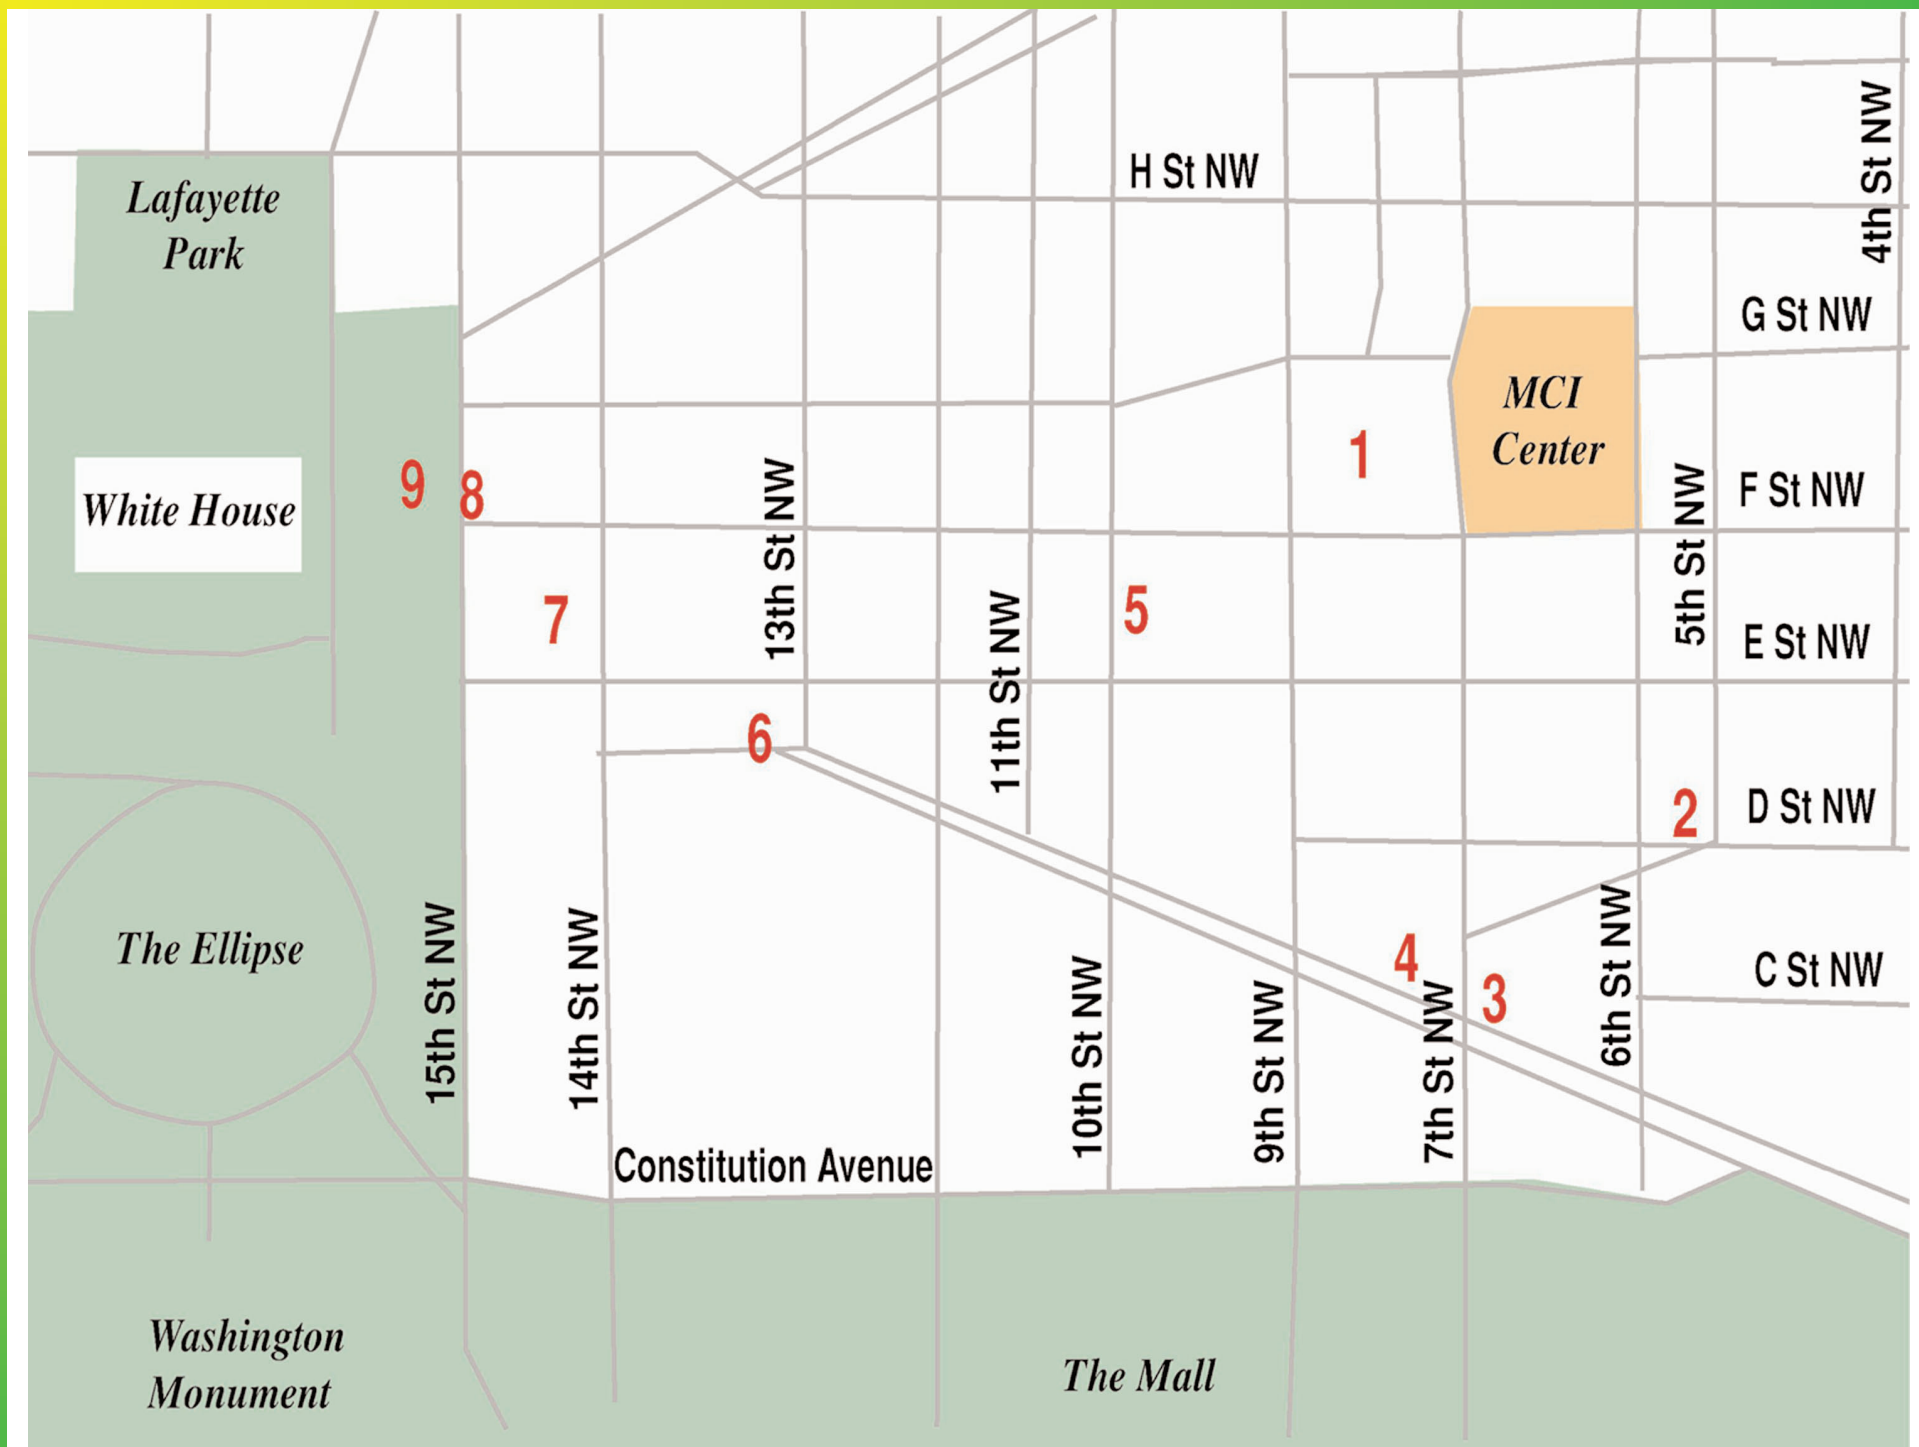 4th St NW
H St NW
Lafayette
Park
G St NW
MCI
Center
1
9
8
White House
F St NW
13th St NW
5th St NW
7
5
11th St NW
E St NW
6
2
D St NW
The Ellipse
15th St NW
14th St NW
10th St NW
9th St NW
4
7th St NW
3
6th St NW
C St NW
Constitution Avenue
Washington
Monument
The Mall